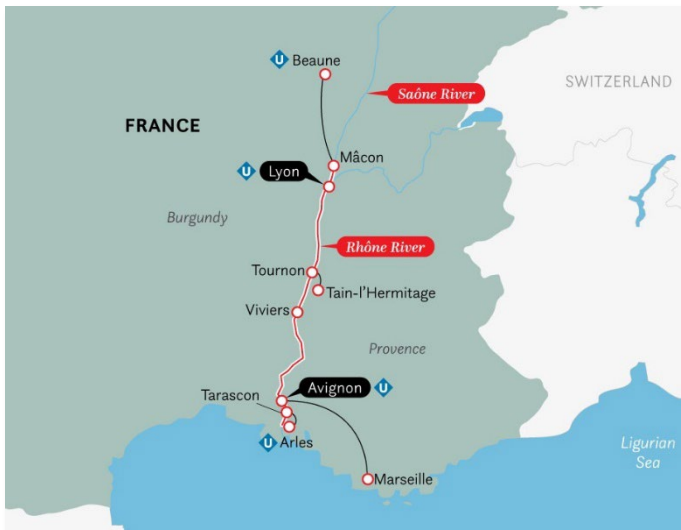 U Beaune
SWITZERLAND
Saône River
FRANCE
Mâcon
U Lyon
Burgundy
Rhône River
Tournon
Tain-l'Hermitage
Viviers
Provence
Avignon U
Tarascon
U Arles
Ligurian
Sea
Marseille